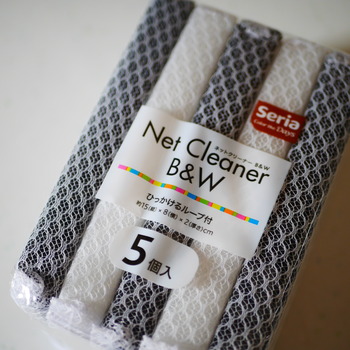 Seria
Color the Days
Net Cleaner
ネットクリーナー B&W
B&W
ひっかけるループ付
約15(縦)×8(横)×2(厚さ)cm
5
個入